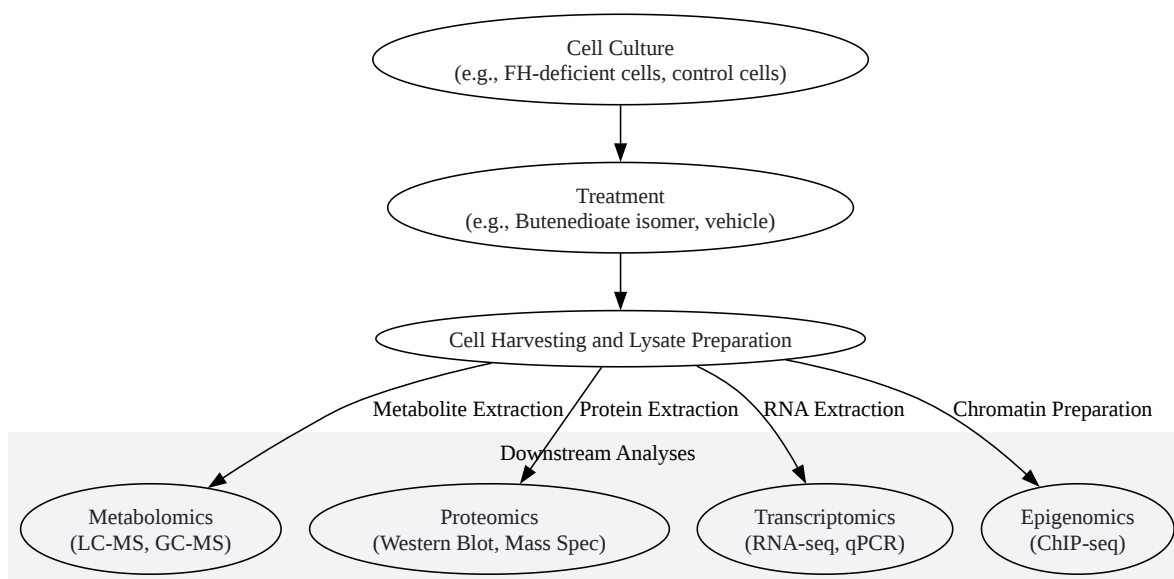 Cell Culture
(e.g., FH-deficient cells, control cells)
Treatment
(e.g., Butenedioate isomer, vehicle)
Cell Harvesting and Lysate Preparation
Metabolite Extraction
Protein Extraction
RNA Extraction
Chromatin Preparation
Downstream Analyses
Metabolomics
(LC-MS, GC-MS)
Proteomics
(Western Blot, Mass Spec)
Transcriptomics
(RNA-seq, qPCR)
Epigenomics
(ChIP-seq)